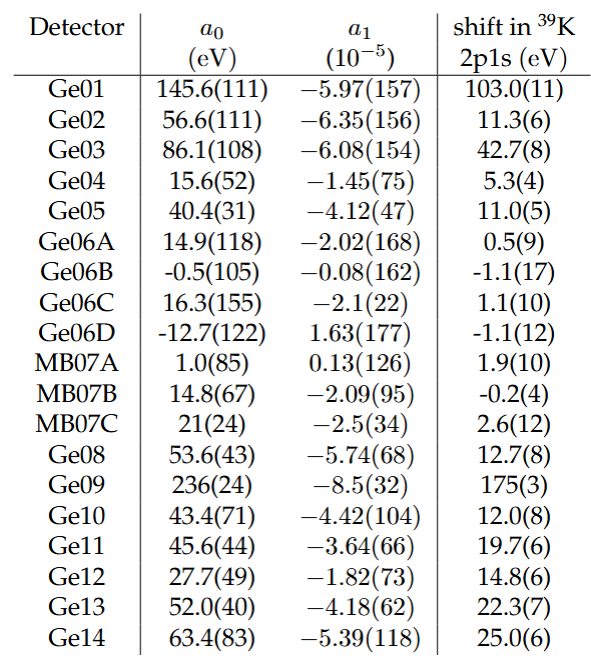 Detector a₀ a₁ shift in ³⁹K
(eV) (10⁻⁵) 2p1s (eV)
Ge01 145.6(111) −5.97(157) 103.0(11)
Ge02 56.6(111) −6.35(156) 11.3(6)
Ge03 86.1(108) −6.08(154) 42.7(8)
Ge04 15.6(52) −1.45(75) 5.3(4)
Ge05 40.4(31) −4.12(47) 11.0(5)
Ge06A 14.9(118) −2.02(168) 0.5(9)
Ge06B -0.5(105) −0.08(162) -1.1(17)
Ge06C 16.3(155) −2.1(22) 1.1(10)
Ge06D -12.7(122) 1.63(177) -1.1(12)
MB07A 1.0(85) 0.13(126) 1.9(10)
MB07B 14.8(67) −2.09(95) -0.2(4)
MB07C 21(24) −2.5(34) 2.6(12)
Ge08 53.6(43) −5.74(68) 12.7(8)
Ge09 236(24) −8.5(32) 175(3)
Ge10 43.4(71) −4.42(104) 12.0(8)
Ge11 45.6(44) −3.64(66) 19.7(6)
Ge12 27.7(49) −1.82(73) 14.8(6)
Ge13 52.0(40) −4.18(62) 22.3(7)
Ge14 63.4(83) −5.39(118) 25.0(6)